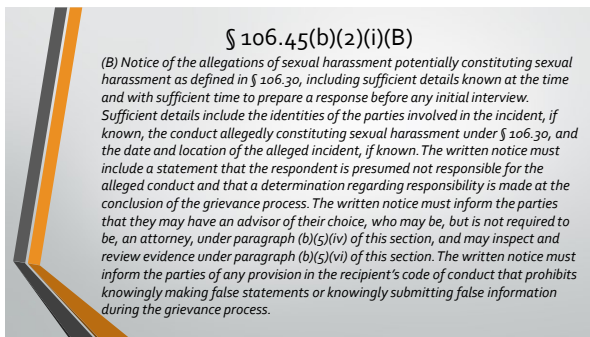 § 106.45(b)(2)(i)(B)
(B) Notice of the allegations of sexual harassment potentially constituting sexual
harassment as defined in § 106.30, including sufficient details known at the time
and with sufficient time to prepare a response before any initial interview.
Sufficient details include the identities of the parties involved in the incident, if
known, the conduct allegedly constituting sexual harassment under § 106.30, and
the date and location of the alleged incident, if known. The written notice must
include a statement that the respondent is presumed not responsible for the
alleged conduct and that a determination regarding responsibility is made at the
conclusion of the grievance process. The written notice must inform the parties
that they may have an advisor of their choice, who may be, but is not required to
be, an attorney, under paragraph (b)(5)(iv) of this section, and may inspect and
review evidence under paragraph (b)(5)(vi) of this section. The written notice must
inform the parties of any provision in the recipient's code of conduct that prohibits
knowingly making false statements or knowingly submitting false information
during the grievance process.